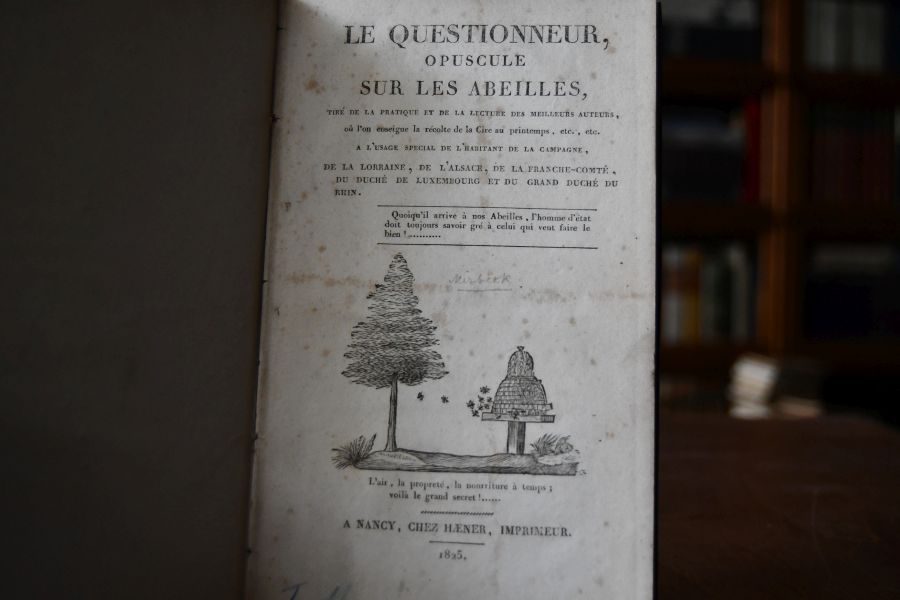 LE QUESTIONNEUR,
OPUSCULE
SUR LES ABEILLES,
TIRÉ DE LA PRATIQUE ET DE LA LECTURE DES MEILLEURS AUTEURS,
où l'on enseigne la récolte de la Cire au printemps, etc., etc.
A L'USAGE SPÉCIAL DE L'HABITANT DE LA CAMPAGNE,
DE LA LORRAINE, DE L'ALSACE, DE LA FRANCHE-COMTÉ,
DU DUCHÉ DE LUXEMBOURG ET DU GRAND DUCHÉ DU
RHIN.
Quoiqu'il arrive à nos Abeilles, l'homme d'état
doit toujours savoir gré à celui qui veut faire le
bien !..........
Mirbeck
L'air, la propreté, la nourriture à temps ;
voilà le grand secret !......
A NANCY, CHEZ HÆNER, IMPRIMEUR.
1825.